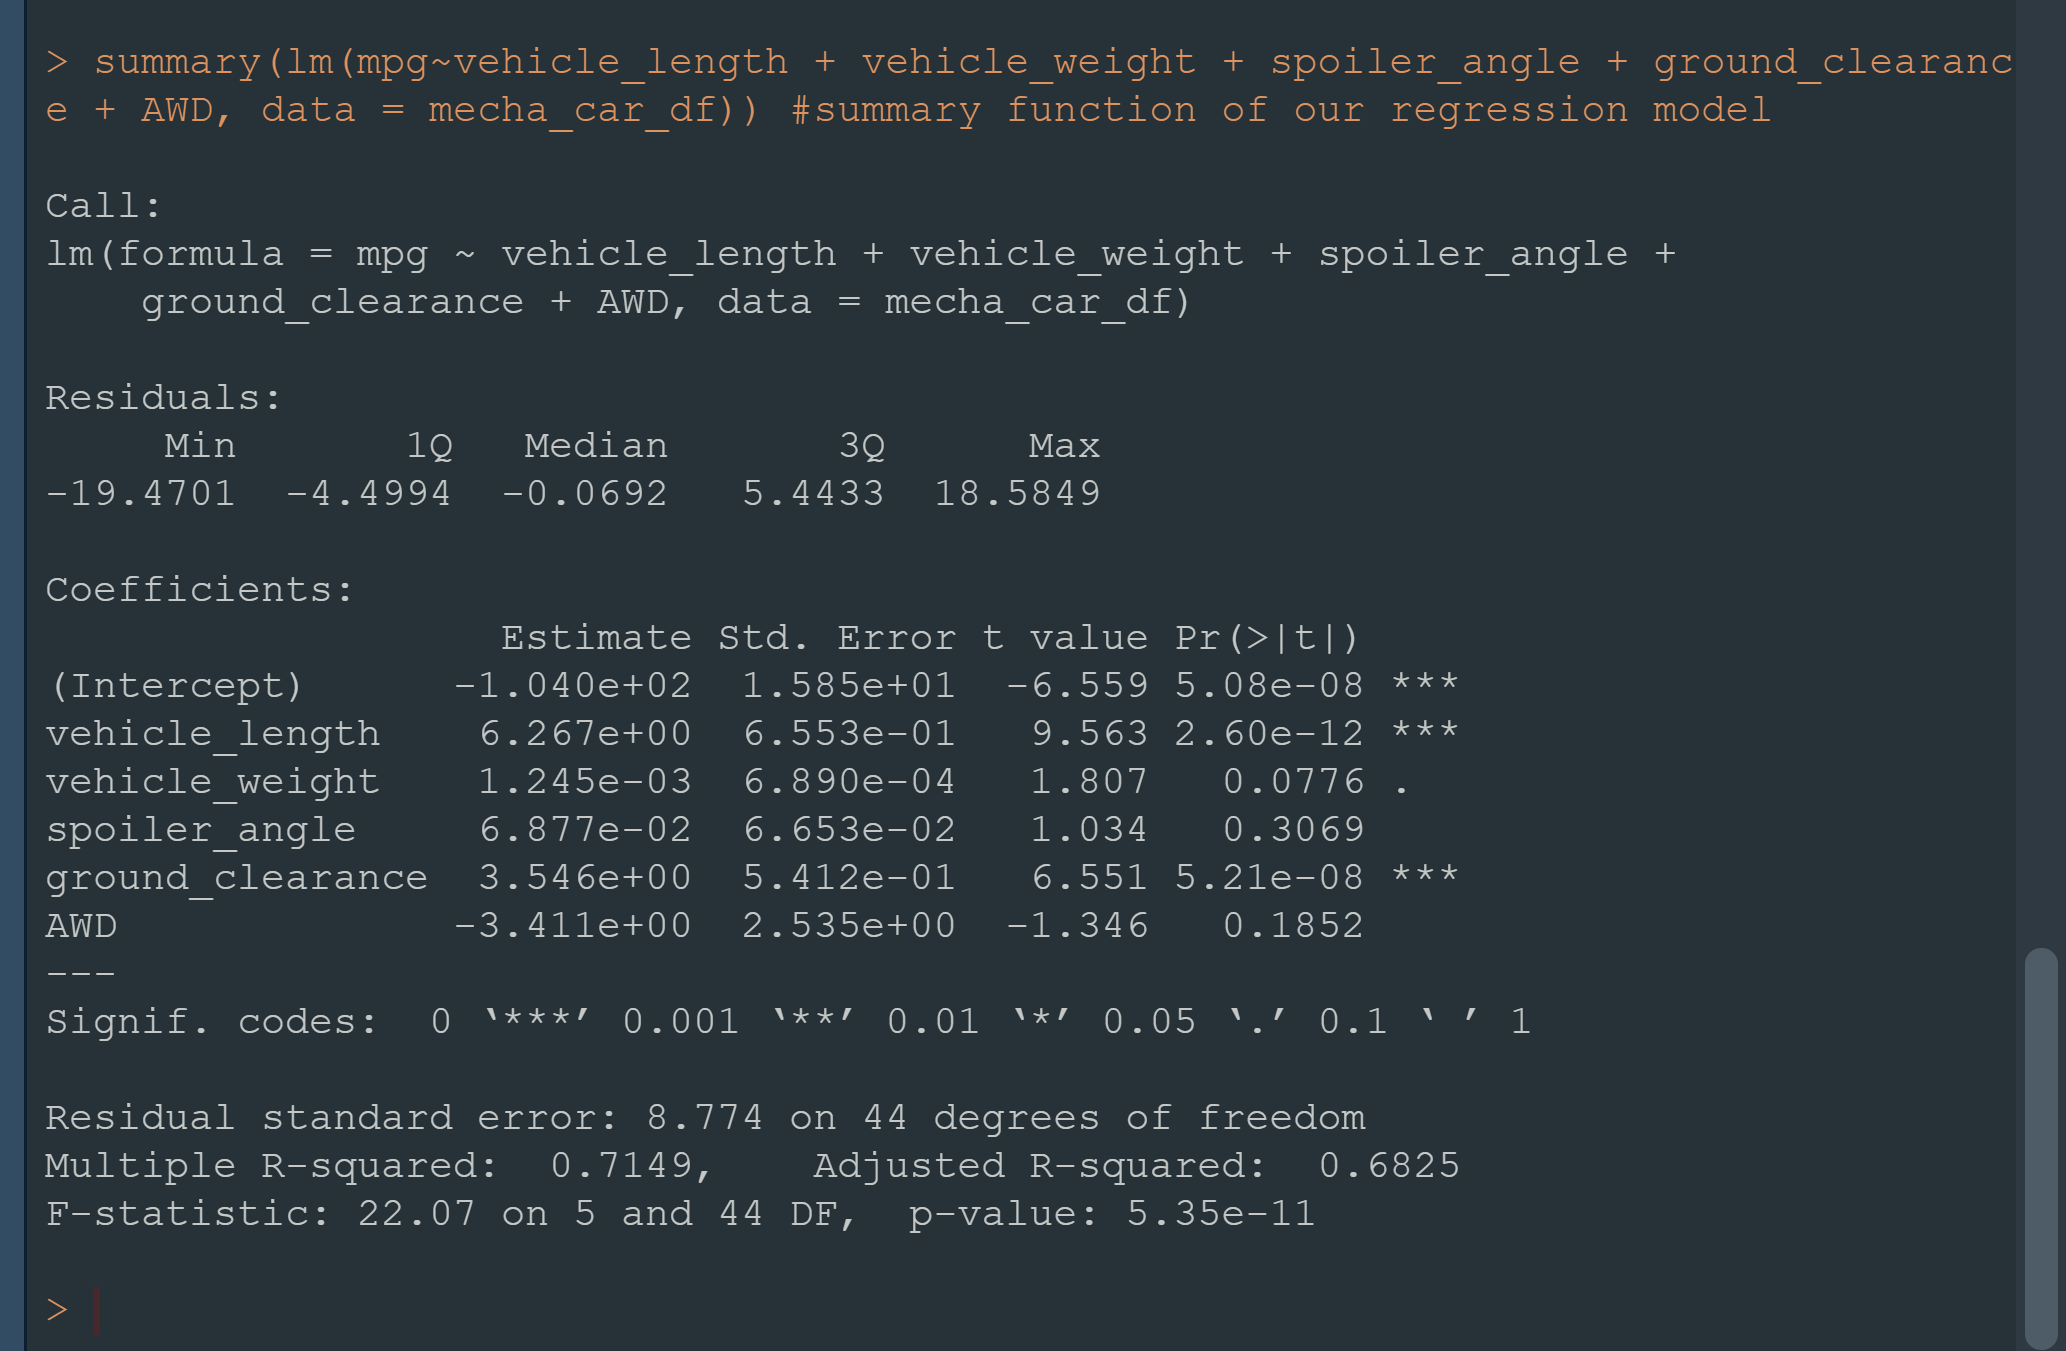 > summary(lm(mpg~vehicle_length + vehicle_weight + spoiler_angle + ground_clearanc
e + AWD, data = mecha_car_df)) #summary function of our regression model
Call:
lm(formula = mpg ~ vehicle_length + vehicle_weight + spoiler_angle +
    ground_clearance + AWD, data = mecha_car_df)
Residuals:
     Min       1Q   Median       3Q      Max
-19.4701  -4.4994  -0.0692   5.4433  18.5849
Coefficients:
                   Estimate Std. Error t value Pr(>|t|)
(Intercept)      -1.040e+02  1.585e+01  -6.559 5.08e-08 ***
vehicle_length    6.267e+00  6.553e-01   9.563 2.60e-12 ***
vehicle_weight    1.245e-03  6.890e-04   1.807   0.0776 .
spoiler_angle     6.877e-02  6.653e-02   1.034   0.3069
ground_clearance  3.546e+00  5.412e-01   6.551 5.21e-08 ***
AWD              -3.411e+00  2.535e+00  -1.346   0.1852
---
Signif. codes:  0 ‘***’ 0.001 ‘**’ 0.01 ‘*’ 0.05 ‘.’ 0.1 ‘ ’ 1
Residual standard error: 8.774 on 44 degrees of freedom
Multiple R-squared:  0.7149,    Adjusted R-squared:  0.6825
F-statistic: 22.07 on 5 and 44 DF,  p-value: 5.35e-11
>